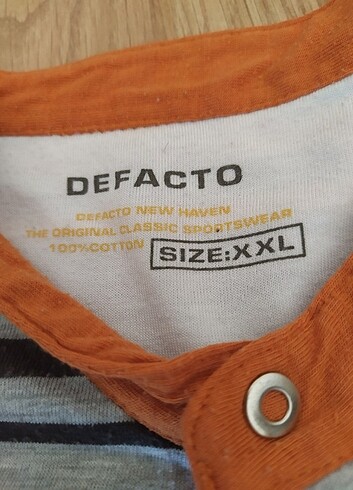 DEFACTO
DEFACTO NEW HAVEN
THE ORIGINAL CLASSIC SPORTSWEAR
100%COTTON
SIZE:XXL